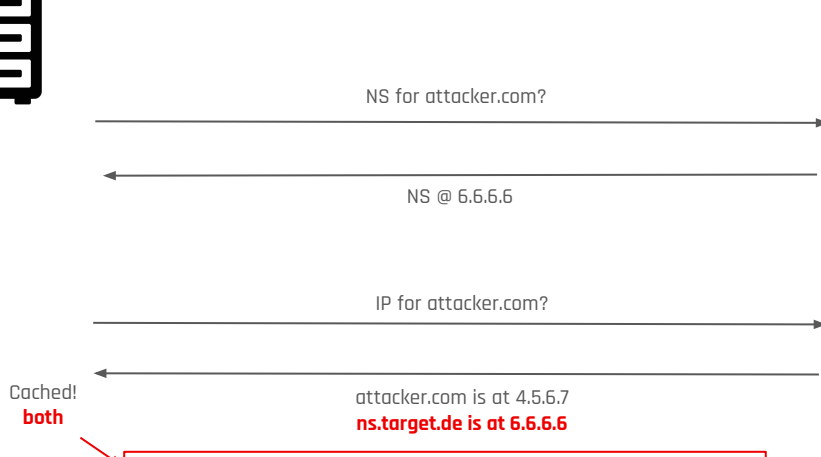 NS for attacker.com?
NS @ 6.6.6.6
IP for attacker.com?
Cached!
both
attacker.com is at 4.5.6.7
ns.target.de is at 6.6.6.6